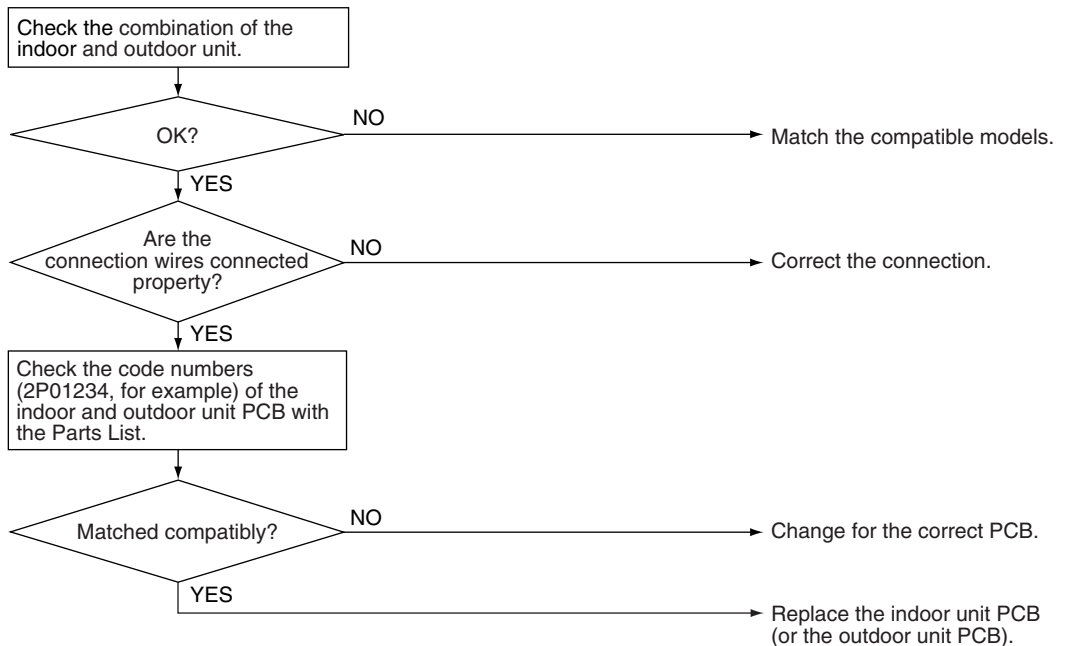 Check the combination of the
indoor and outdoor unit.
OK?
NO
Match the compatible models.
YES
Are the
connection wires connected
property?
NO
Correct the connection.
YES
Check the code numbers
(2P01234, for example) of the
indoor and outdoor unit PCB with
the Parts List.
Matched compatibly?
NO
Change for the correct PCB.
YES
Replace the indoor unit PCB
(or the outdoor unit PCB).